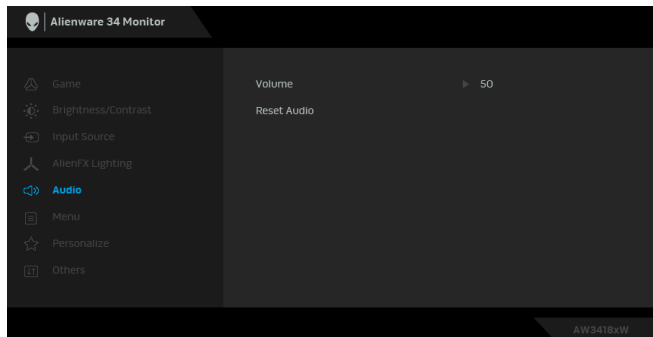 Alienware 34 Monitor
Game
Volume 50
Brightness/Contrast
Reset Audio
Input Source
AlienFX Lighting
Audio
Menu
Personalize
Others
AW3418xW